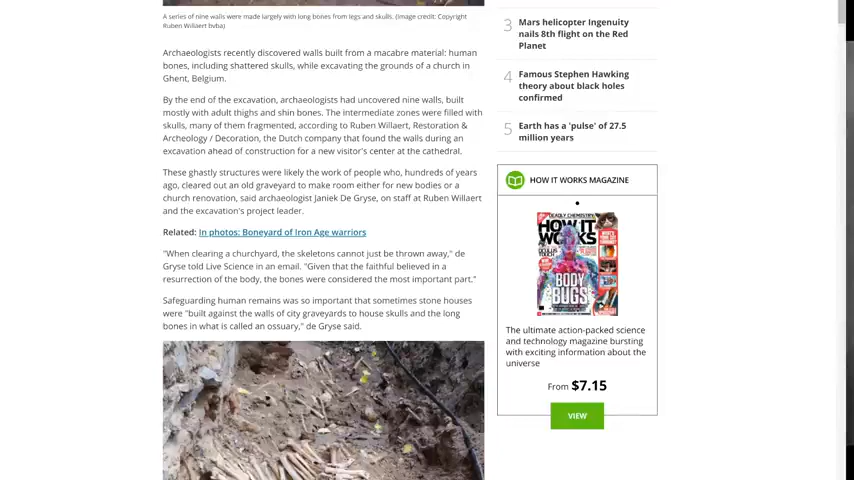 A series of nine walls were made largely with long bones from legs and skulls. (Image credit: Copyright
Ruben Willaert bvba)
Archaeologists recently discovered walls built from a macabre material: human
bones, including shattered skulls, while excavating the grounds of a church in
Ghent, Belgium.
By the end of the excavation, archaeologists had uncovered nine walls, built
mostly with adult thighs and shin bones. The intermediate zones were filled with
skulls, many of them fragmented, according to Ruben Willaert, Restoration &
Archeology / Decoration, the Dutch company that found the walls during an
excavation ahead of construction for a new visitor's center at the cathedral.
These ghastly structures were likely the work of people who, hundreds of years
ago, cleared out an old graveyard to make room either for new bodies or a
church renovation, said archaeologist Janiek De Gryse, on staff at Ruben Willaert
and the excavation's project leader.
Related: In photos: Boneyard of Iron Age warriors
"When clearing a churchyard, the skeletons cannot just be thrown away," de
Gryse told Live Science in an email. "Given that the faithful believed in a
resurrection of the body, the bones were considered the most important part."
Safeguarding human remains was so important that sometimes stone houses
were "built against the walls of city graveyards to house skulls and the long
bones in what is called an ossuary," de Gryse said.
3 Mars helicopter Ingenuity
nails 8th flight on the Red
Planet
4 Famous Stephen Hawking
theory about black holes
confirmed
5 Earth has a 'pulse' of 27.5
million years
HOW IT WORKS MAGAZINE
DEADLY CHEMISTRY
HOW IT
WORKS
BODY
BUGS
The ultimate action-packed science
and technology magazine bursting
with exciting information about the
universe
From $7.15
VIEW